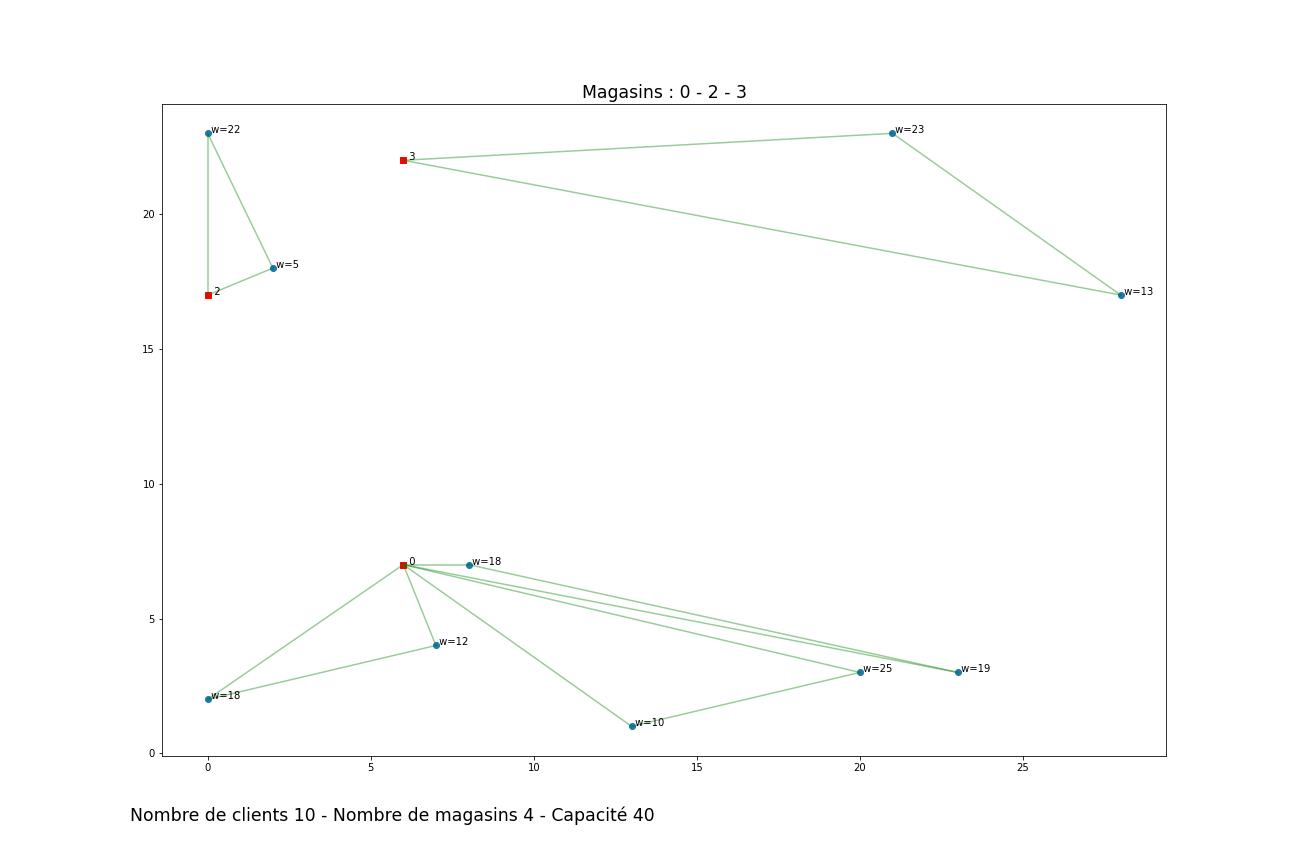 Magasins : 0 - 2 - 3
w=22
w=23
3
20
w=5
2
w=13
15
10
0
w=18
5
w=12
w=25
w=19
w=18
w=10
0
0
5
10
15
20
25
Nombre de clients 10 - Nombre de magasins 4 - Capacité 40